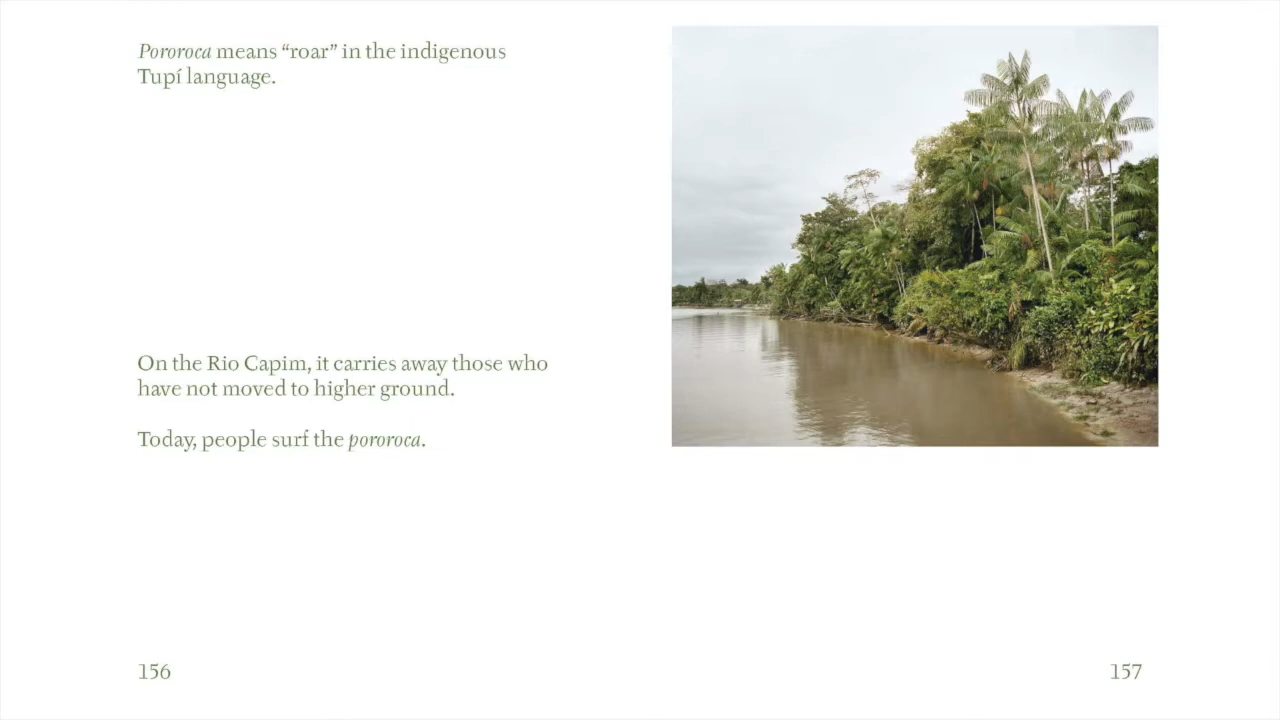 Pororoca means “roar” in the indigenous
Tupí language.
On the Rio Capim, it carries away those who
have not moved to higher ground.
Today, people surf the pororoca.
156
157